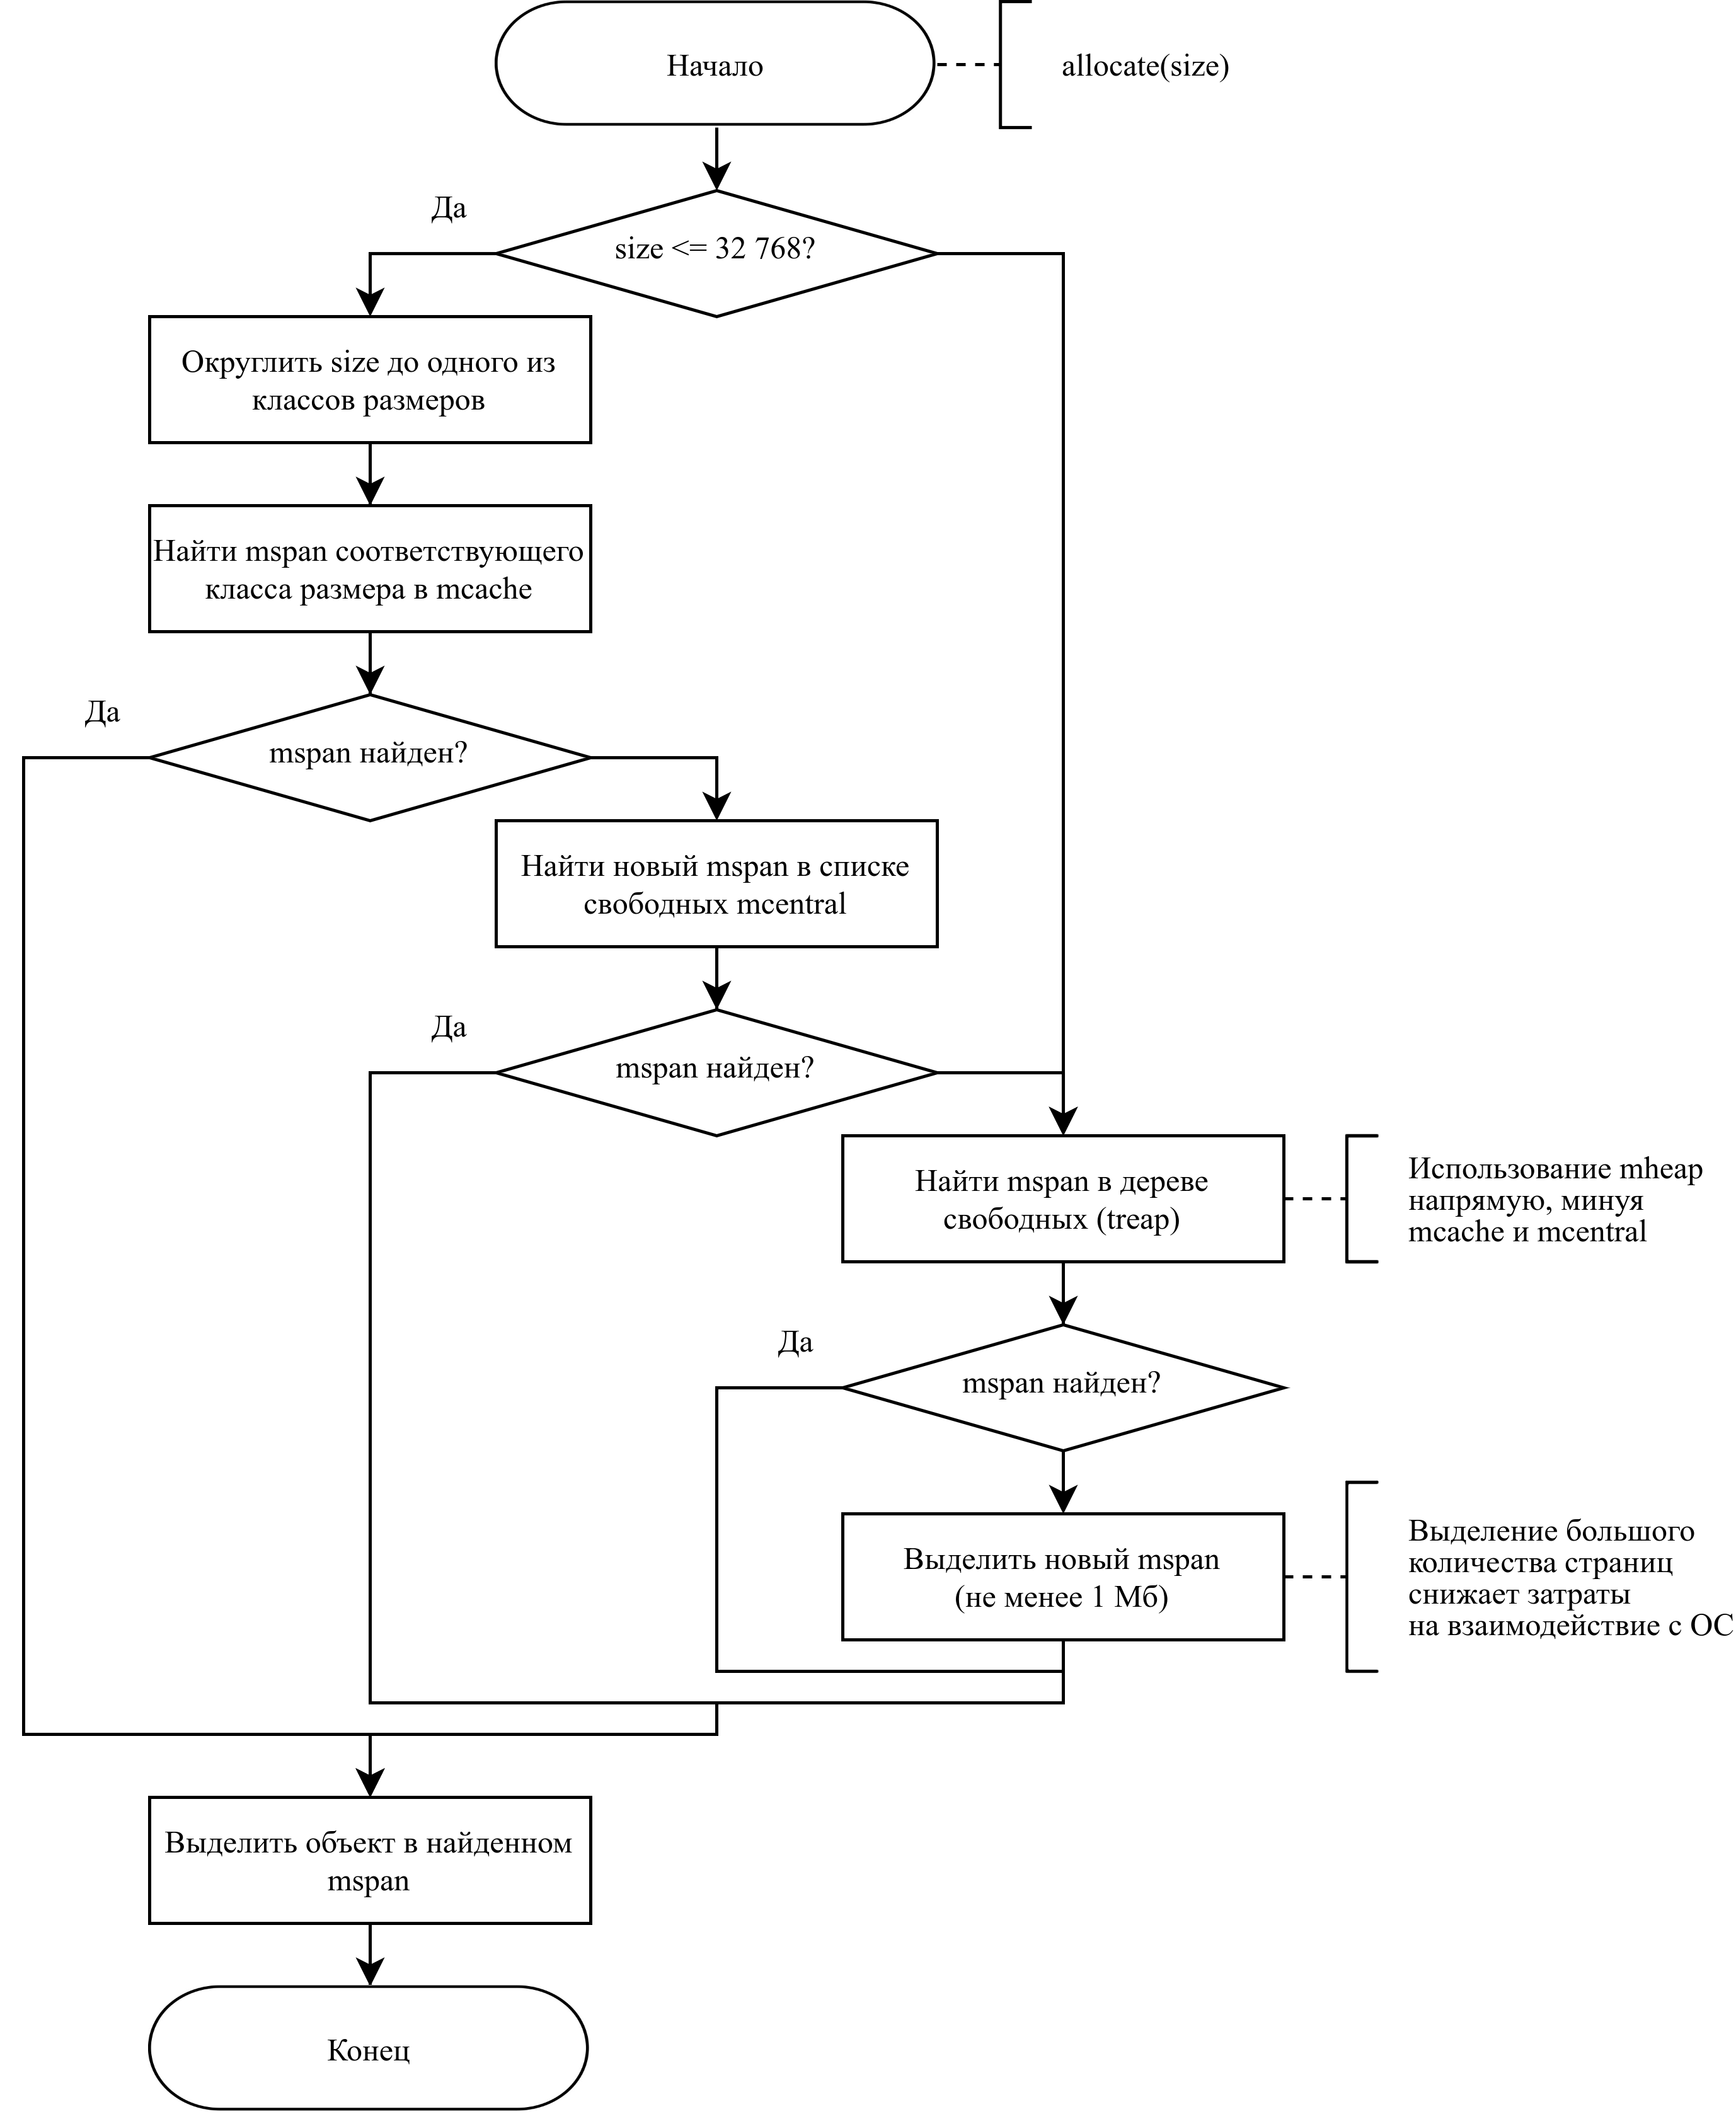 Начало
allocate(size)
Да
size <= 32 768?
Округлить size до одного из
классов размеров
Найти mspan соответствующего
класса размера в mcache
Да
mspan найден?
Найти новый mspan в списке
свободных mcentral
Да
mspan найден?
Найти mspan в дереве
свободных (treap)
Использование mheap
напрямую, минуя
mcache и mcentral
Да
mspan найден?
Выделить новый mspan
(не менее 1 Мб)
Выделение большого
количества страниц
снижает затраты
на взаимодействие с ОС
Выделить объект в найденном
mspan
Конец